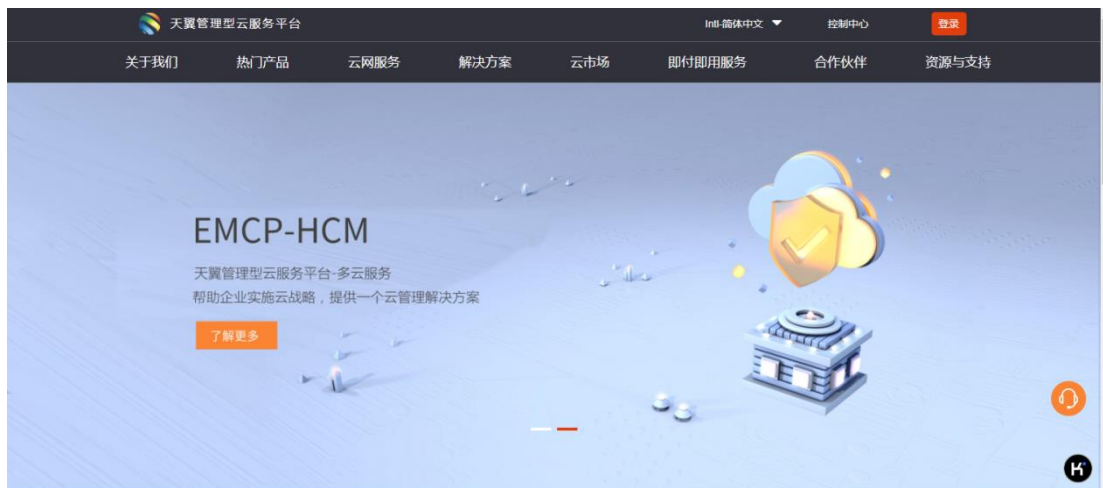 天翼管理型云服务平台
Intl-简体中文
控制中心
登录
关于我们
热门产品
云网服务
解决方案
云市场
即付即用服务
合作伙伴
资源与支持
EMCP-HCM
天翼管理型云服务平台-多云服务
帮助企业实施云战略，提供一个云管理解决方案
了解更多
K